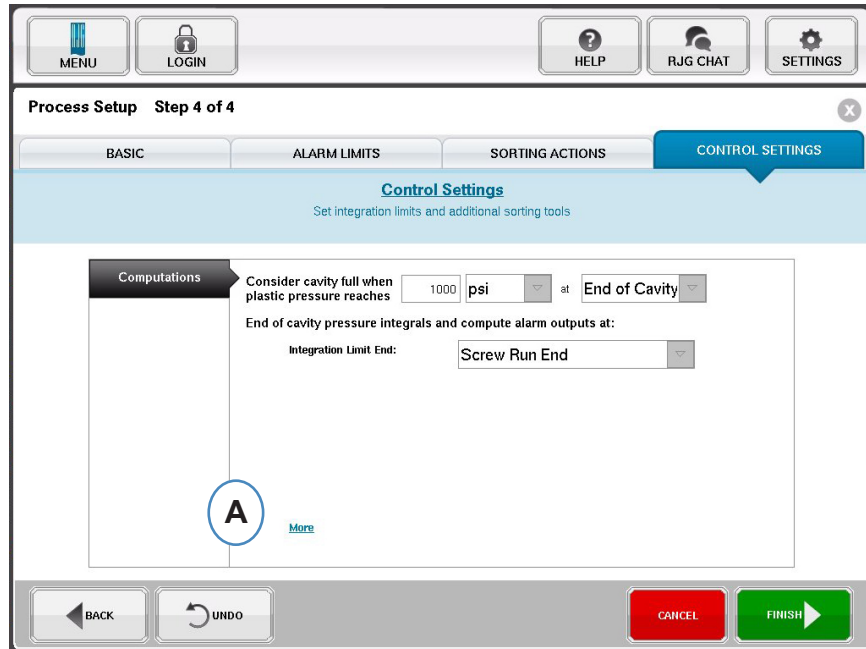 MENU
LOGIN
HELP
RJG CHAT
SETTINGS
Process Setup Step 4 of 4
X
BASIC
ALARM LIMITS
SORTING ACTIONS
CONTROL SETTINGS
Control Settings
Set integration limits and additional sorting tools
Computations
Consider cavity full when
plastic pressure reaches
1000 psi at End of Cavity
End of cavity pressure integrals and compute alarm outputs at:
Integration Limit End: Screw Run End
A
More
BACK
UNDO
CANCEL
FINISH